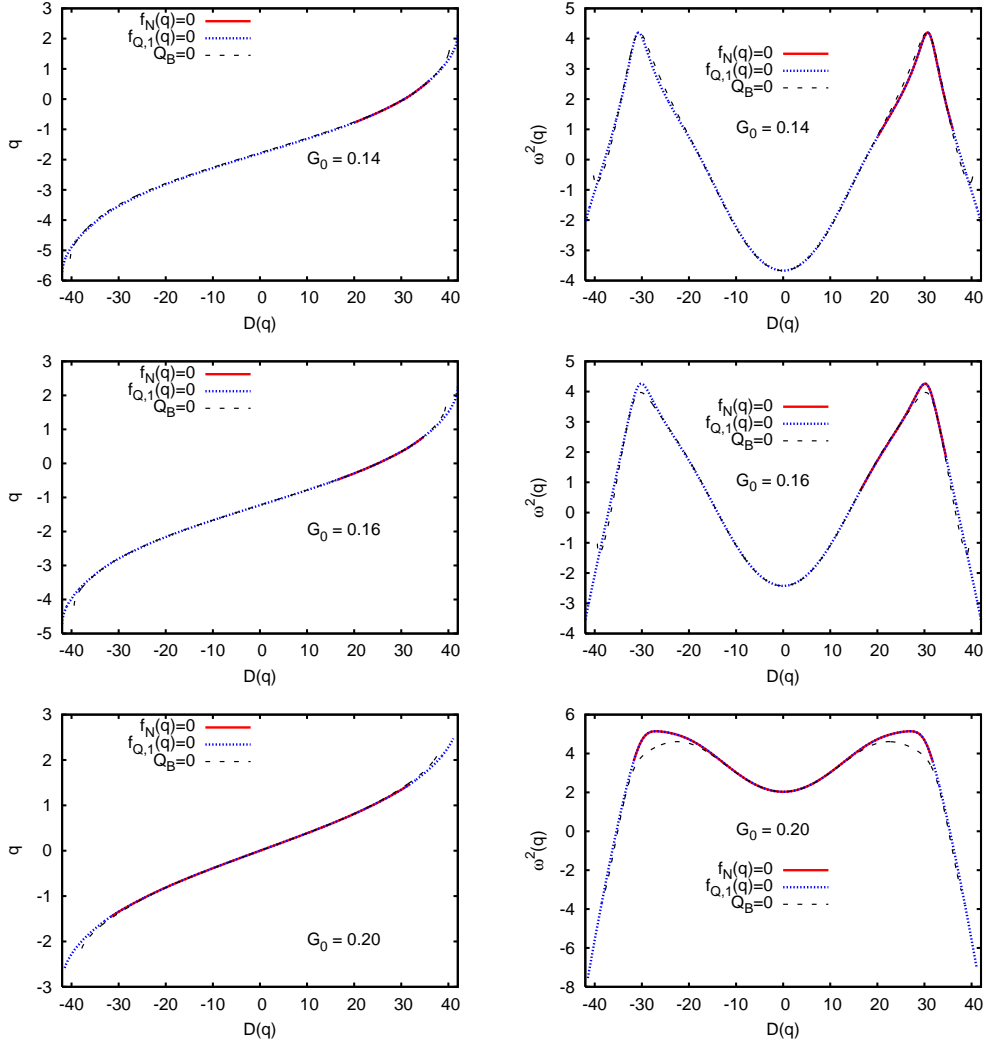 3
2
1
0
-1
-2
-3
-4
-5
-6
q
f_N(q)=0
f_{Q,1}(q)=0
Q_B=0
G_0 = 0.14
-40 -30 -20 -10 0 10 20 30 40
D(q)
5
4
3
2
1
0
-1
-2
-3
-4
ω^2(q)
f_N(q)=0
f_{Q,1}(q)=0
Q_B=0
G_0 = 0.14
-40 -30 -20 -10 0 10 20 30 40
D(q)
3
2
1
0
-1
-2
-3
-4
-5
q
f_N(q)=0
f_{Q,1}(q)=0
Q_B=0
G_0 = 0.16
-40 -30 -20 -10 0 10 20 30 40
D(q)
5
4
3
2
1
0
-1
-2
-3
-4
ω^2(q)
f_N(q)=0
f_{Q,1}(q)=0
Q_B=0
G_0 = 0.16
-40 -30 -20 -10 0 10 20 30 40
D(q)
3
2
1
0
-1
-2
-3
q
f_N(q)=0
f_{Q,1}(q)=0
Q_B=0
G_0 = 0.20
-40 -30 -20 -10 0 10 20 30 40
D(q)
6
4
2
0
-2
-4
-6
-8
ω^2(q)
G_0 = 0.20
f_N(q)=0
f_{Q,1}(q)=0
Q_B=0
-40 -30 -20 -10 0 10 20 30 40
D(q)